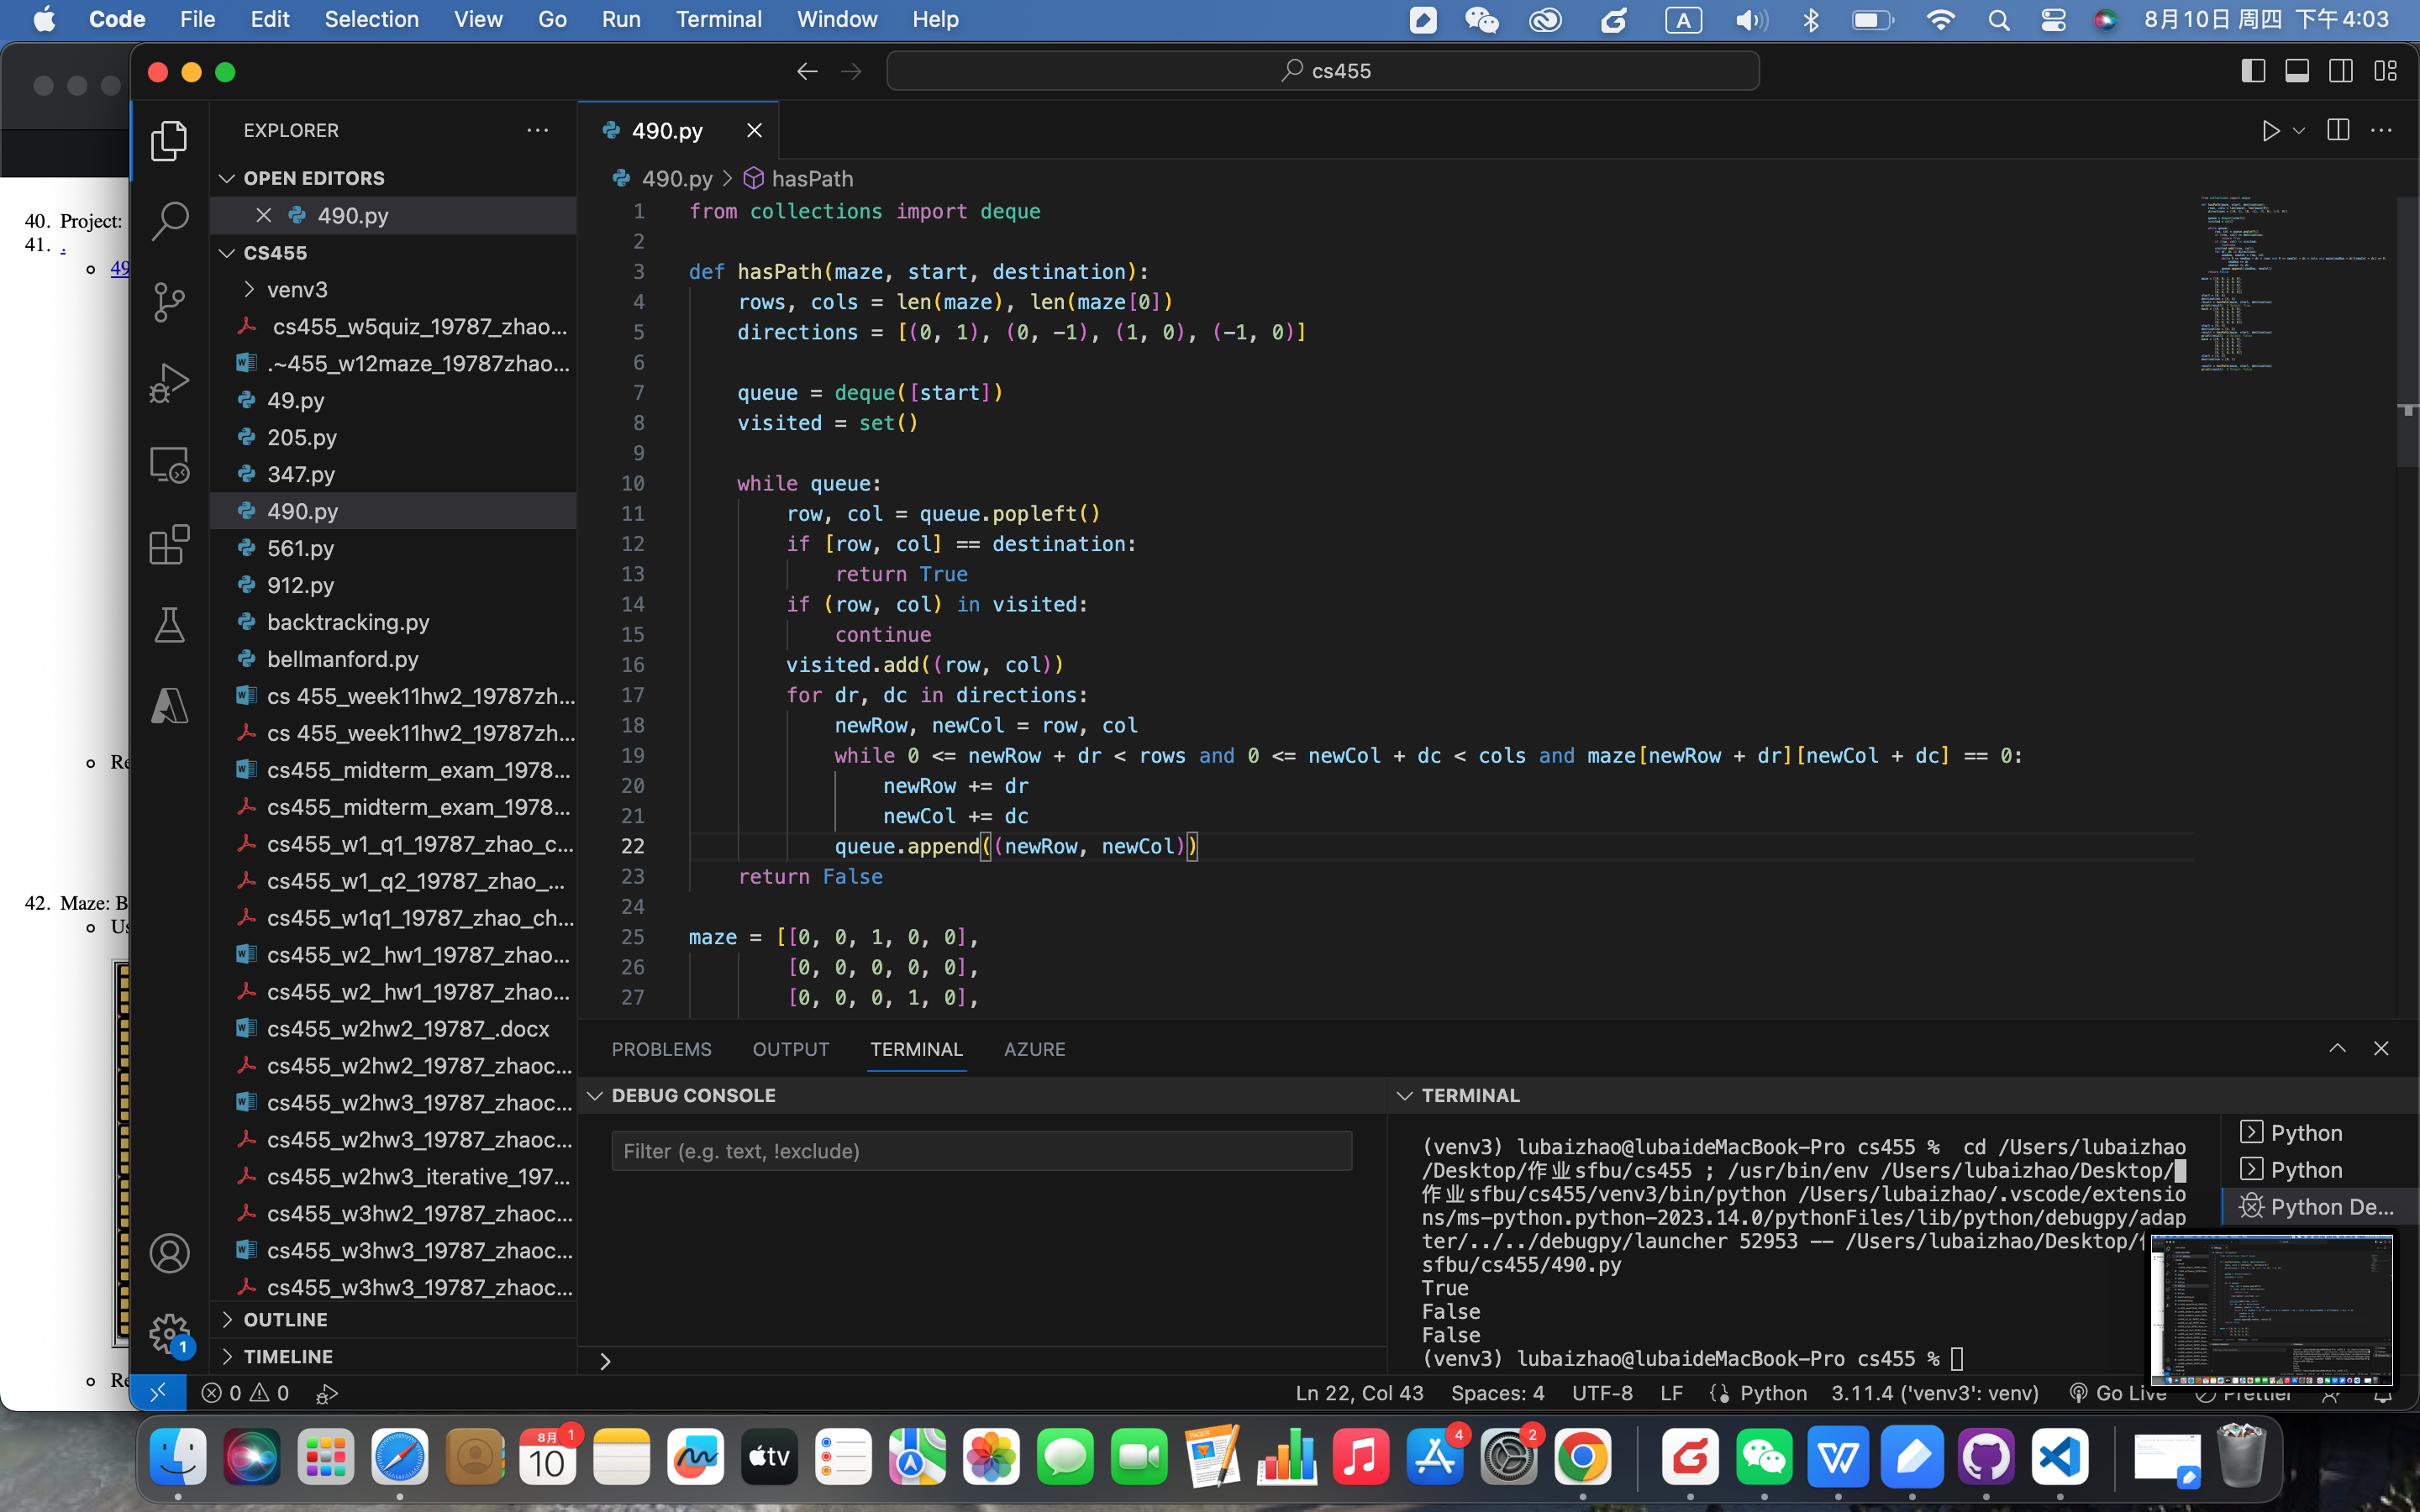 Code File Edit Selection View Go Run Terminal Window Help
A
8月10日 周四 下午4:03
cs455
40. Project:
41. .
49
Re
42. Maze: B
Us
Re
EXPLORER
OPEN EDITORS
490.py
CS455
venv3
cs455_w5quiz_19787_zhao...
.~455_w12maze_19787zhao...
49.py
205.py
347.py
490.py
561.py
912.py
backtracking.py
bellmanford.py
cs 455_week11hw2_19787zh...
cs 455_week11hw2_19787zh...
cs455_midterm_exam_1978...
cs455_midterm_exam_1978...
cs455_w1_q1_19787_zhao_c...
cs455_w1_q2_19787_zhao_...
cs455_w1q1_19787_zhao_ch...
cs455_w2_hw1_19787_zhao...
cs455_w2_hw1_19787_zhao...
cs455_w2hw2_19787_.docx
cs455_w2hw2_19787_zhaoc...
cs455_w2hw3_19787_zhaoc...
cs455_w2hw3_19787_zhaoc...
cs455_w2hw3_iterative_197...
cs455_w3hw2_19787_zhaoc...
cs455_w3hw3_19787_zhaoc...
cs455_w3hw3_19787_zhaoc...
OUTLINE
TIMELINE
1
490.py
490.py > hasPath
1 from collections import deque
2
3 def hasPath(maze, start, destination):
4 rows, cols = len(maze), len(maze[0])
5 directions = [(0, 1), (0, -1), (1, 0), (-1, 0)]
6
7 queue = deque([start])
8 visited = set()
9
10 while queue:
11 row, col = queue.popleft()
12 if [row, col] == destination:
13 return True
14 if (row, col) in visited:
15 continue
16 visited.add((row, col))
17 for dr, dc in directions:
18 newRow, newCol = row, col
19 while 0 <= newRow + dr < rows and 0 <= newCol + dc < cols and maze[newRow + dr][newCol + dc] == 0:
20 newRow += dr
21 newCol += dc
22 queue.append((newRow, newCol))
23 return False
24
25 maze = [[0, 0, 1, 0, 0],
26 [0, 0, 0, 0, 0],
27 [0, 0, 0, 1, 0],
PROBLEMS OUTPUT TERMINAL AZURE
DEBUG CONSOLE
Filter (e.g. text, !exclude)
>
TERMINAL
(venv3) lubaizhao@lubaideMacBook-Pro cs455 % cd /Users/lubaizhao
/Desktop/作业sfbu/cs455 ; /usr/bin/env /Users/lubaizhao/Desktop/
作业sfbu/cs455/venv3/bin/python /Users/lubaizhao/.vscode/extensio
ns/ms-python.python-2023.14.0/pythonFiles/lib/python/debugpy/adap
ter/../../debugpy/launcher 52953 -- /Users/lubaizhao/Desktop/
sfbu/cs455/490.py
True
False
False
(venv3) lubaizhao@lubaideMacBook-Pro cs455 %
Python
Python
Python De...
0 0
Ln 22, Col 43 Spaces: 4 UTF-8 LF Python 3.11.4 ('venv3': venv) Go Live Prettier
8月
10
1
tv
PAGES
4
2